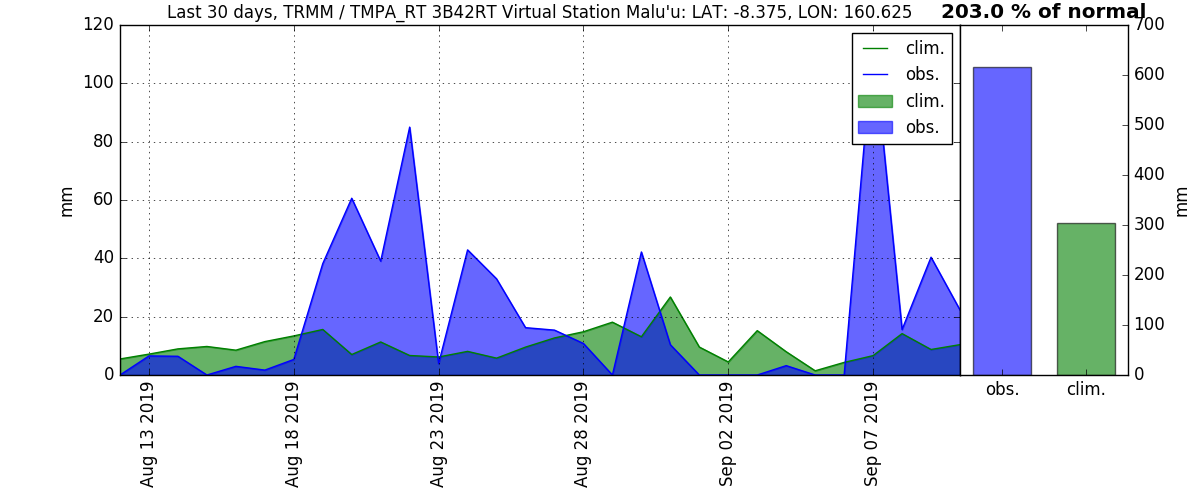 Last 30 days, TRMM / TMPA_RT 3B42RT Virtual Station Malu'u: LAT: -8.375, LON: 160.625
203.0 % of normal
120
100
80
60
40
20
0
mm
clim.
obs.
clim.
obs.
Aug 13 2019
Aug 18 2019
Aug 23 2019
Aug 28 2019
Sep 02 2019
Sep 07 2019
700
600
500
400
300
200
100
0
mm
obs.
clim.